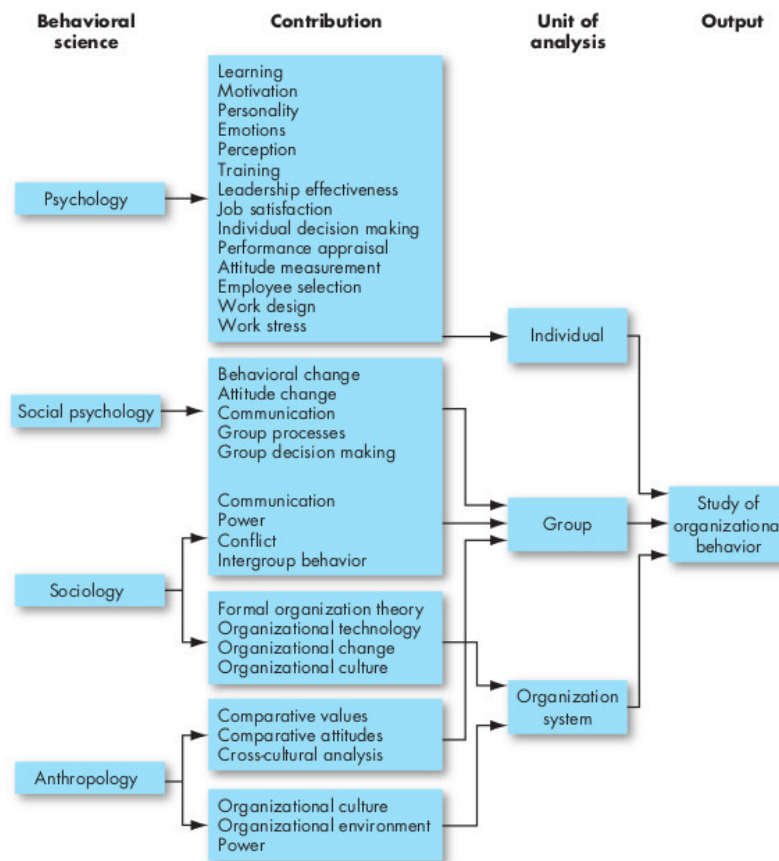 Behavioral
science
Contribution
Unit of
analysis
Output
Psychology
Learning
Motivation
Personality
Emotions
Perception
Training
Leadership effectiveness
Job satisfaction
Individual decision making
Performance appraisal
Attitude measurement
Employee selection
Work design
Work stress
Individual
Social psychology
Behavioral change
Attitude change
Communication
Group processes
Group decision making
Communication
Power
Conflict
Intergroup behavior
Group
Study of
organizational
behavior
Sociology
Formal organization theory
Organizational technology
Organizational change
Organizational culture
Organization
system
Anthropology
Comparative values
Comparative attitudes
Cross-cultural analysis
Organizational culture
Organizational environment
Power